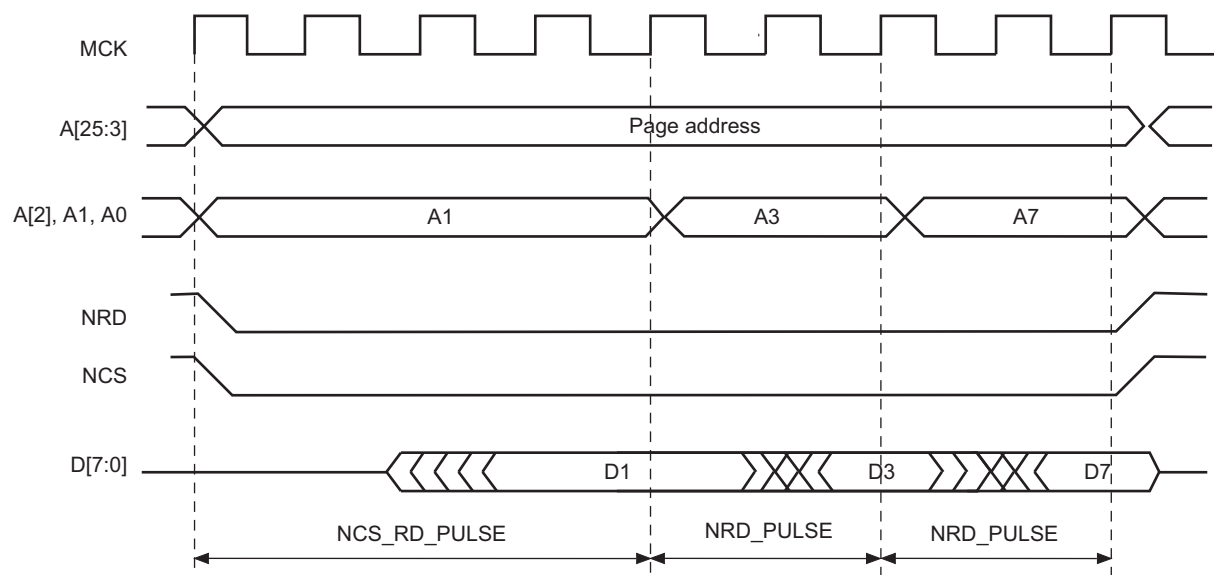 MCK
A[25:3]
Page address
A[2], A1, A0
A1
A3
A7
NRD
NCS
D[7:0]
D1
D3
D7
NCS_RD_PULSE
NRD_PULSE
NRD_PULSE